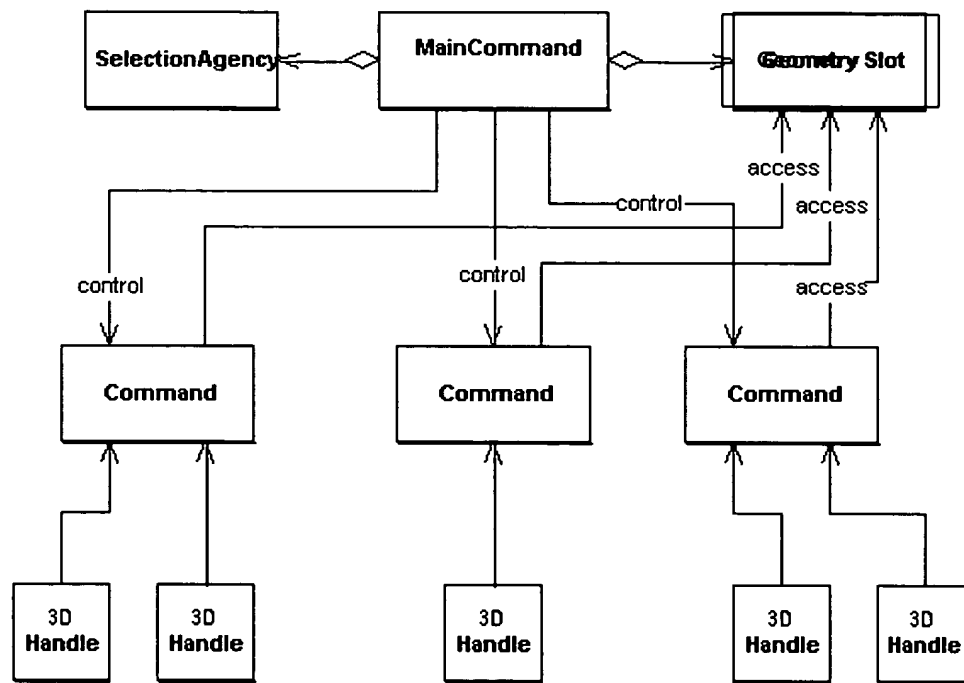 SelectionAgency
MainCommand
Geometry Slot
access
control
access
control
control
access
Command
Command
Command
3D
Handle
3D
Handle
3D
Handle
3D
Handle
3D
Handle